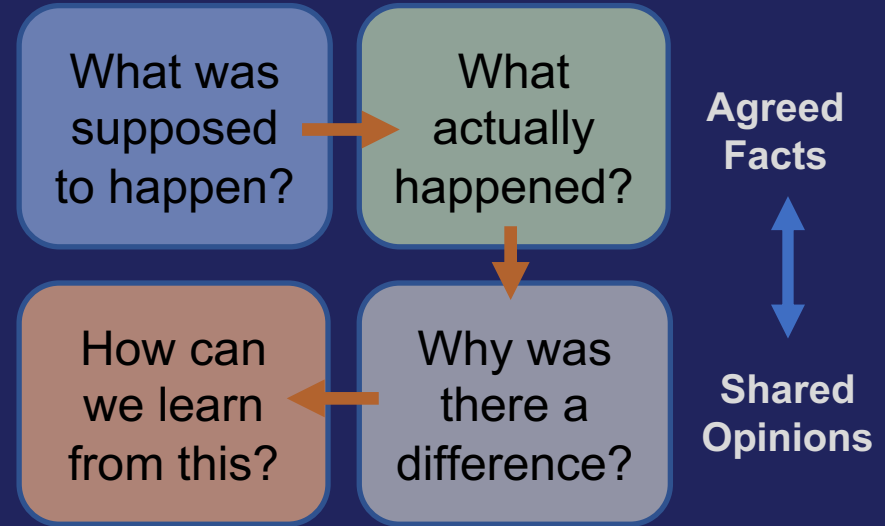 What was
supposed
to happen?
What
actually
happened?
Agreed
Facts
How can
we learn
from this?
Why was
there a
difference?
Shared
Opinions